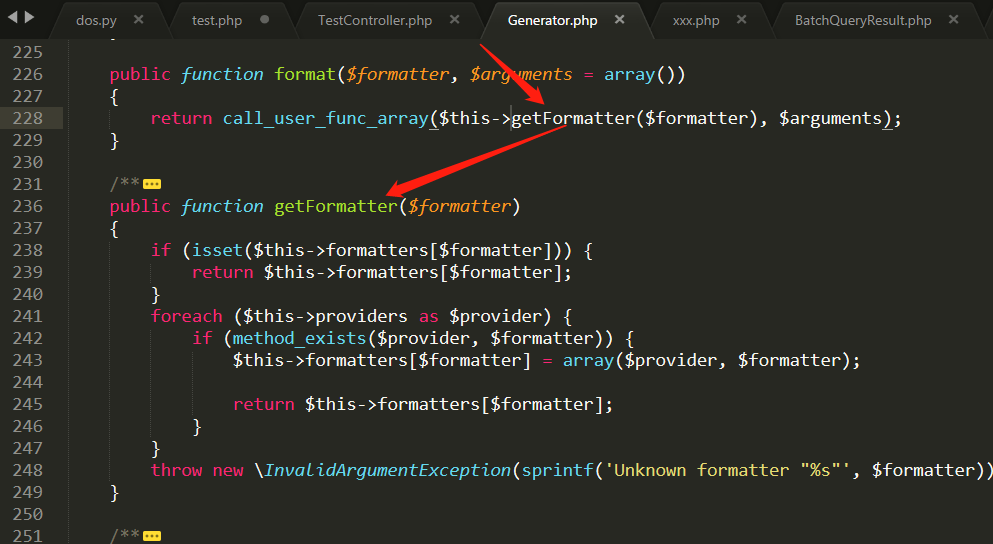 dos.py test.php TestController.php Generator.php xxx.php BatchQueryResult.php
225
226 public function format($formatter, $arguments = array())
227 {
228 return call_user_func_array($this->getFormatter($formatter), $arguments);
229 }
230
231 /**
236 public function getFormatter($formatter)
237 {
238 if (isset($this->formatters[$formatter])) {
239 return $this->formatters[$formatter];
240 }
241 foreach ($this->providers as $provider) {
242 if (method_exists($provider, $formatter)) {
243 $this->formatters[$formatter] = array($provider, $formatter);
244
245 return $this->formatters[$formatter];
246 }
247 }
248 throw new \InvalidArgumentException(sprintf('Unknown formatter "%s"', $formatter))
249 }
250
251 /**